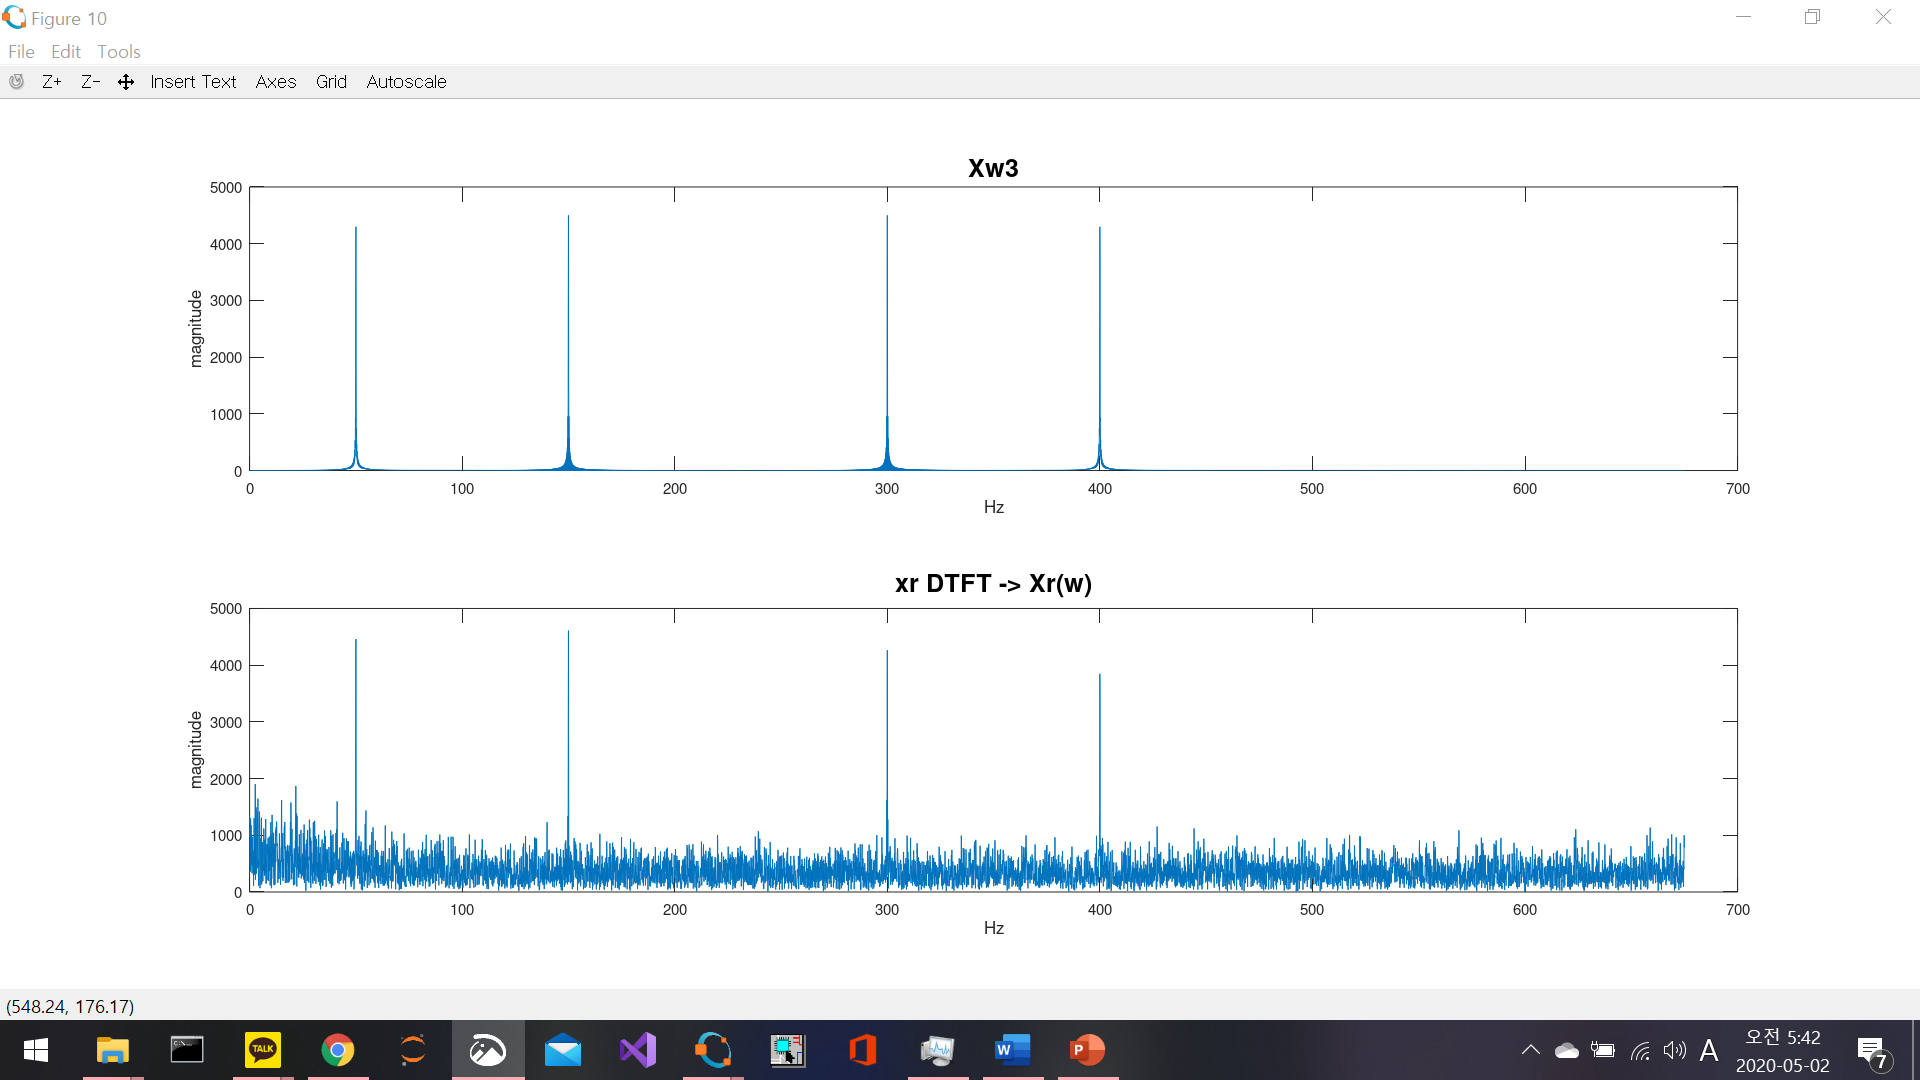 Figure 10
File Edit Tools
Z+ Z- Insert Text Axes Grid Autoscale
Xw3
5000
4000
3000
2000
1000
0
magnitude
0 100 200 300 400 500 600 700
Hz
xr DTFT -> Xr(w)
5000
4000
3000
2000
1000
0
magnitude
0 100 200 300 400 500 600 700
Hz
(548.24, 176.17)
TALK
W
P
A
오전 5:42
2020-05-02
7